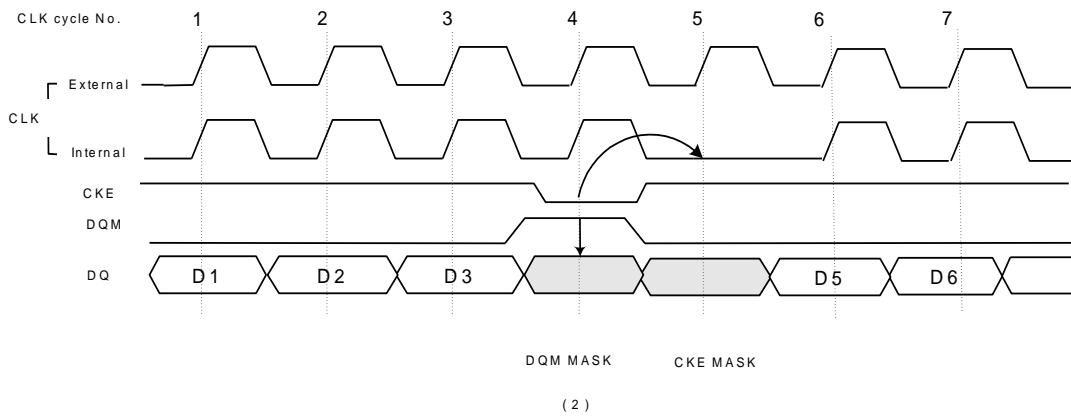 CLK cycle No. 1 2 3 4 5 6 7
External
CLK
Internal
CKE
DQM
DQ D1 D2 D3 D5 D6
DQM MASK CKE MASK
(2)